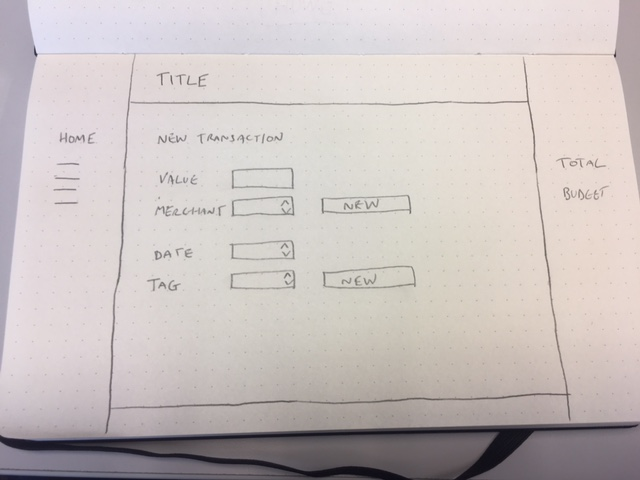 TITLE
HOME
NEW TRANSACTION
VALUE
MERCHANT NEW
DATE
TAG NEW
TOTAL
BUDGET